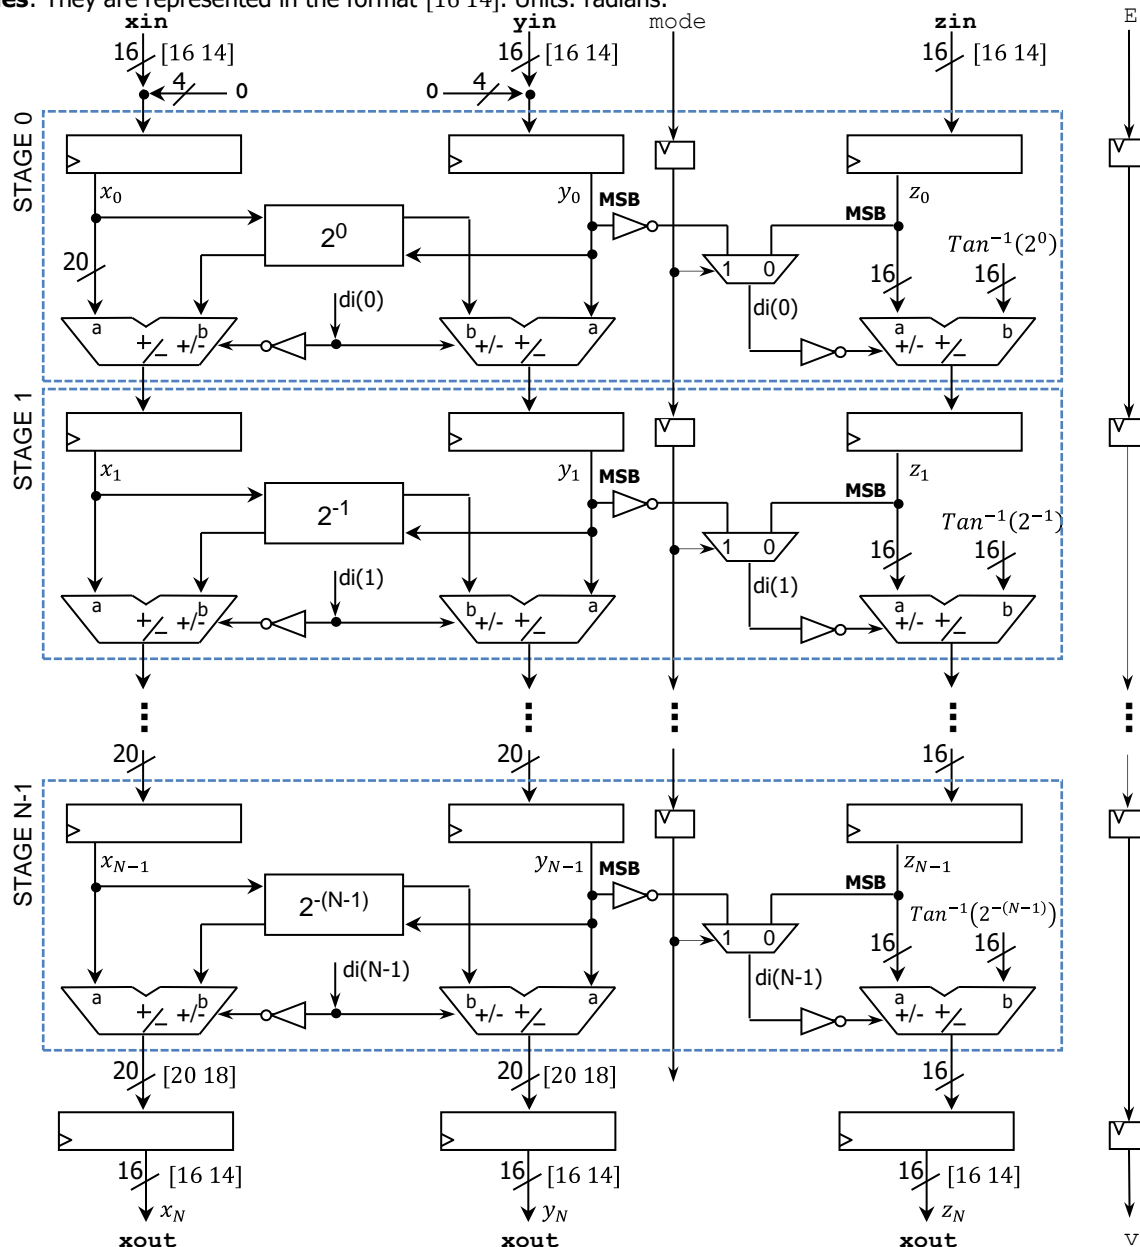 les: They are represented in the format [16 14]. Units: radians.
xin yin mode zin E
16 [16 14] 16 [16 14] 16 [16 14]
4 0 0 4
STAGE 0
x0 y0 MSB MSB z0
2^0
Tan−1(2^0)
20 1 0 16 16
di(0) di(0)
a b b a a b
+/- +/- +/- +/- +/- +/-
STAGE 1
x1 y1 MSB MSB z1
2^-1
Tan−1(2−1)
1 0 16 16
di(1) di(1)
a b b a a b
+/- +/- +/- +/- +/- +/-
20 20 16
STAGE N-1
xN−1 yN−1 MSB MSB zN−1
2^-(N-1)
Tan−1(2−(N−1))
1 0 16 16
di(N-1) di(N-1)
a b b a a b
+/- +/- +/- +/- +/- +/-
20 [20 18] 20 [20 18] 16
16 [16 14] 16 [16 14] 16 [16 14]
xN yN zN
xout xout xout V